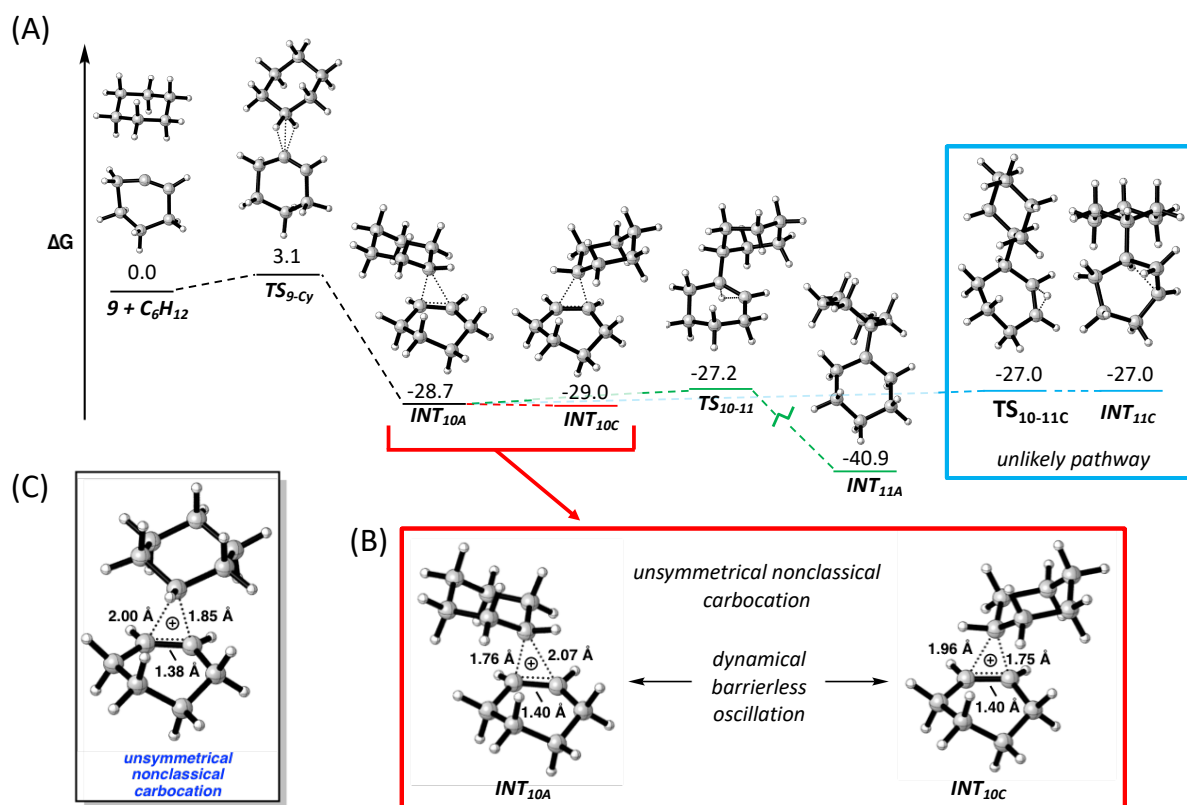 (A)
ΔG
0.0
9 + C6H12
3.1
TS9-Cy
-28.7
INT10A
-29.0
INT10C
-27.2
TS10-11
-40.9
INT11A
-27.0
TS10-11C
-27.0
INT11C
unlikely pathway
(C)
2.00 Å
1.85 Å
+
1.38 Å
unsymmetrical
nonclassical
carbocation
(B)
unsymmetrical nonclassical
carbocation
dynamical
barrierless
oscillation
1.76 Å
2.07 Å
+
1.40 Å
INT10A
1.96 Å
1.75 Å
+
1.40 Å
INT10C